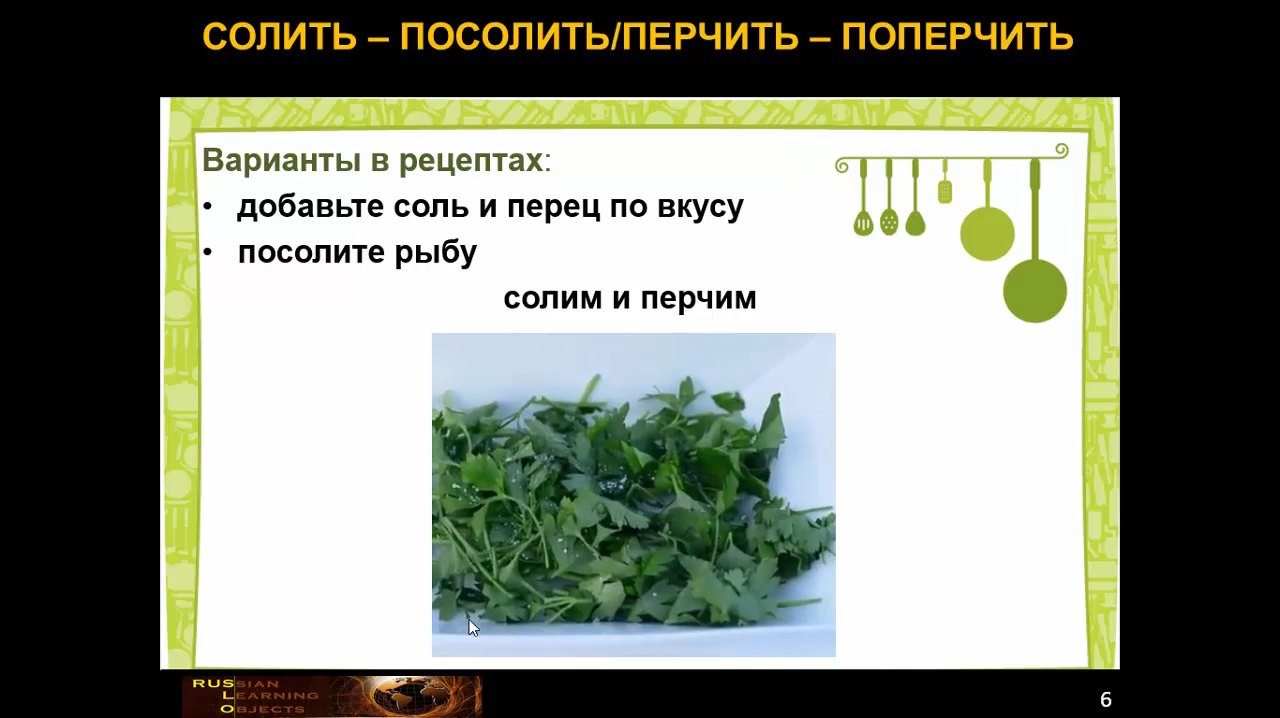 СОЛИТЬ – ПОСОЛИТЬ/ПЕРЧИТЬ – ПОПЕРЧИТЬ
Варианты в рецептах:
• добавьте соль и перец по вкусу
• посолите рыбу
солим и перчим
RUSSIAN
LEARNING
OBJECTS
6